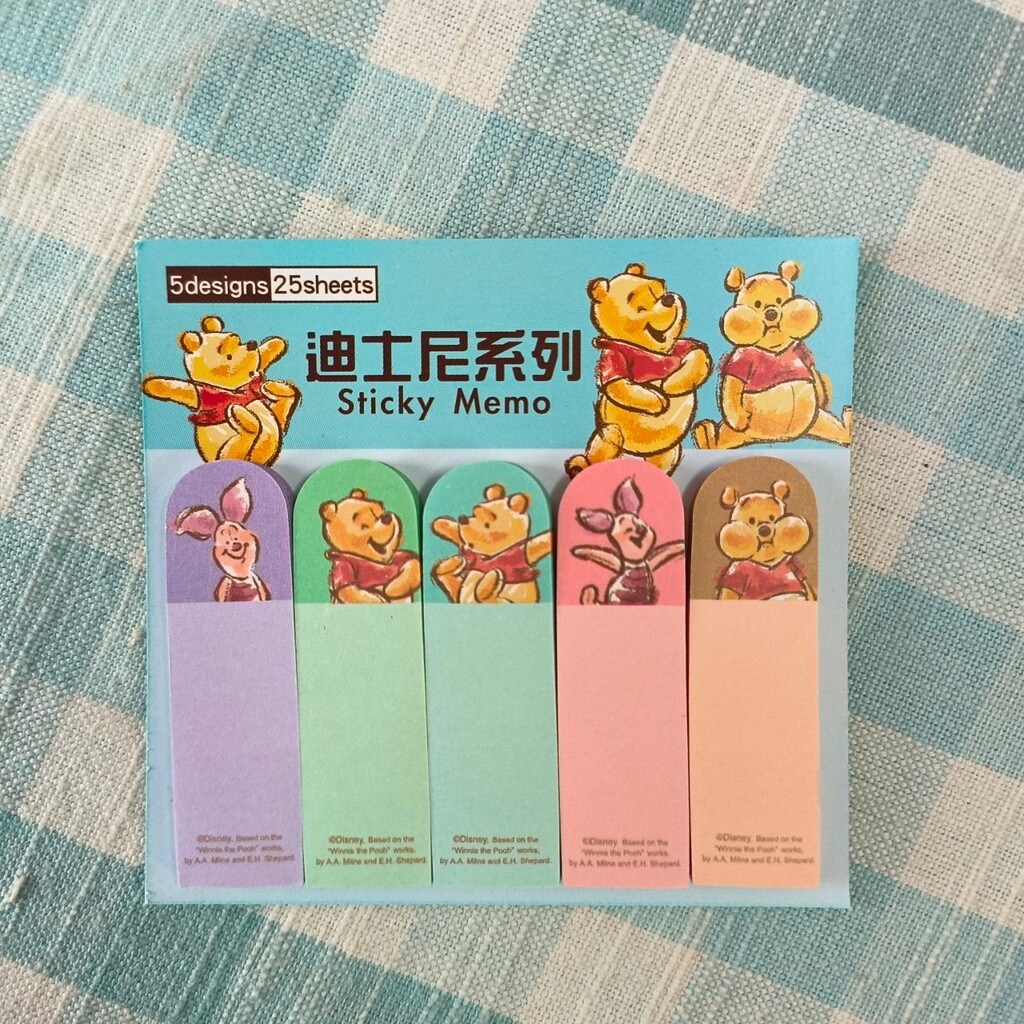 5designs 25sheets
迪士尼系列
Sticky Memo
©Disney. Based on the
"Winnie the Pooh" works,
by A.A. Milne and E.H. Shepard.
©Disney. Based on the
"Winnie the Pooh" works,
by A.A. Milne and E.H. Shepard.
©Disney. Based on the
"Winnie the Pooh" works,
by A.A. Milne and E.H. Shepard.
©Disney. Based on the
"Winnie the Pooh" works,
by A.A. Milne and E.H. Shepard.
©Disney. Based on the
"Winnie the Pooh" works,
by A.A. Milne and E.H. Shepard.